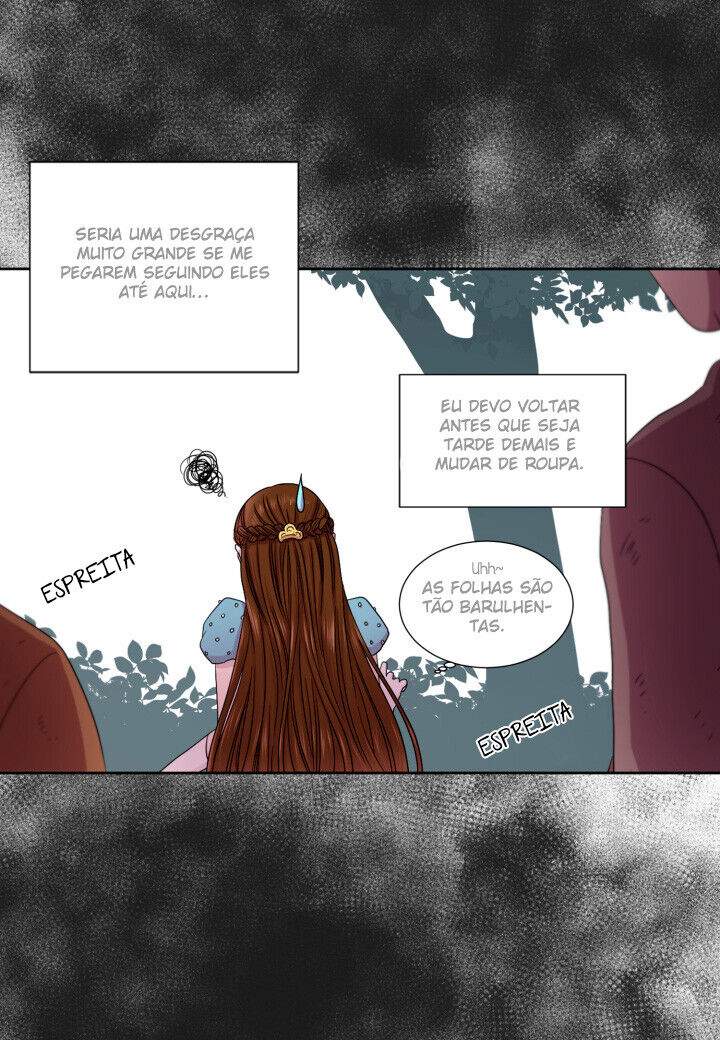 SERIA UMA DESGRAÇA
MUITO GRANDE SE ME
PEGAREM SEGUINDO ELES
ATÉ AQUI...
EU DEVO VOLTAR
ANTES QUE SEJA
TARDE DEMAIS E
MUDAR DE ROUPA.
ESPREITA
Uhh~
AS FOLHAS SÃO
TÃO BARULHEN-
TAS.
ESPREITA